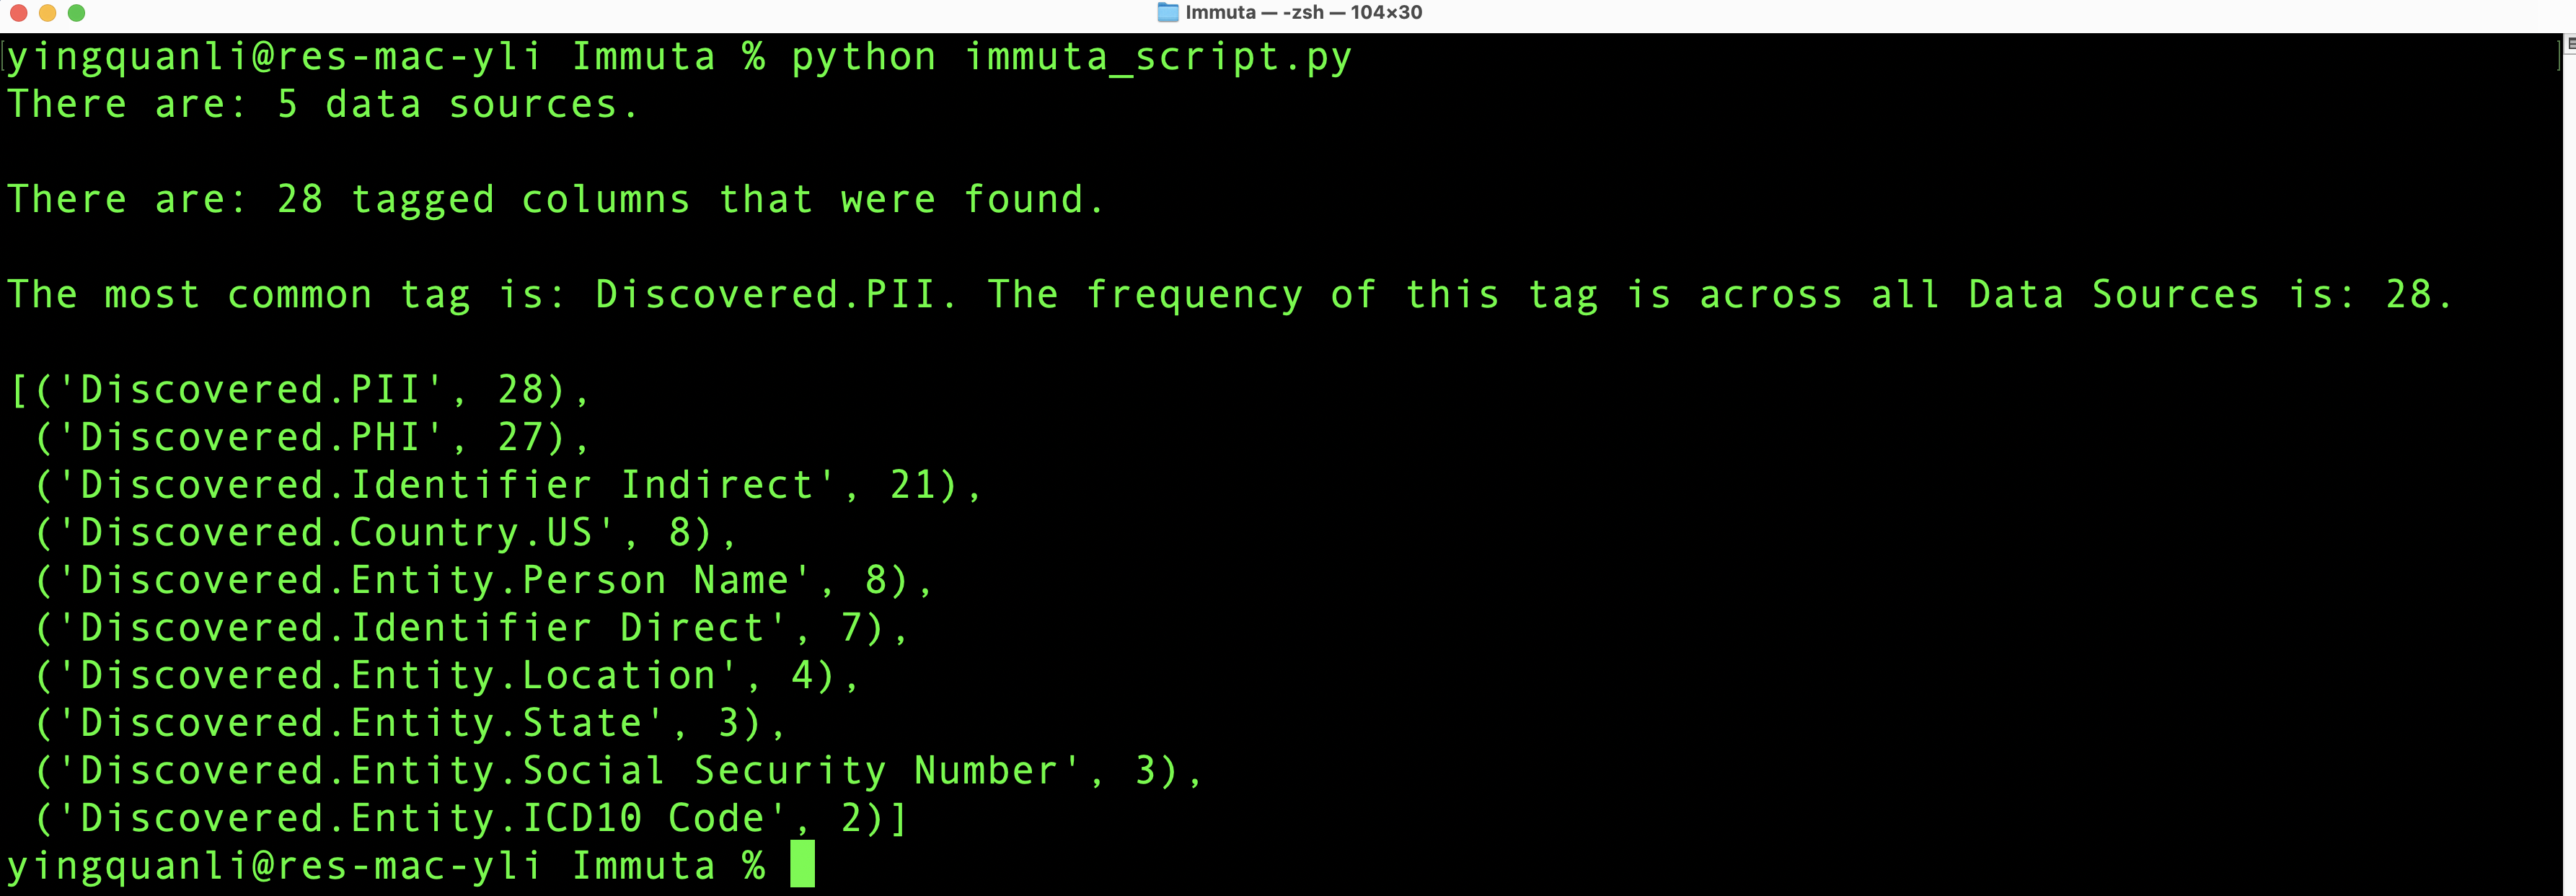 Immuta — -zsh — 104×30
yingquanli@res-mac-yli Immuta % python immuta_script.py
There are: 5 data sources.
There are: 28 tagged columns that were found.
The most common tag is: Discovered.PII. The frequency of this tag is across all Data Sources is: 28.
[('Discovered.PII', 28),
('Discovered.PHI', 27),
('Discovered.Identifier Indirect', 21),
('Discovered.Country.US', 8),
('Discovered.Entity.Person Name', 8),
('Discovered.Identifier Direct', 7),
('Discovered.Entity.Location', 4),
('Discovered.Entity.State', 3),
('Discovered.Entity.Social Security Number', 3),
('Discovered.Entity.ICD10 Code', 2)]
yingquanli@res-mac-yli Immuta %